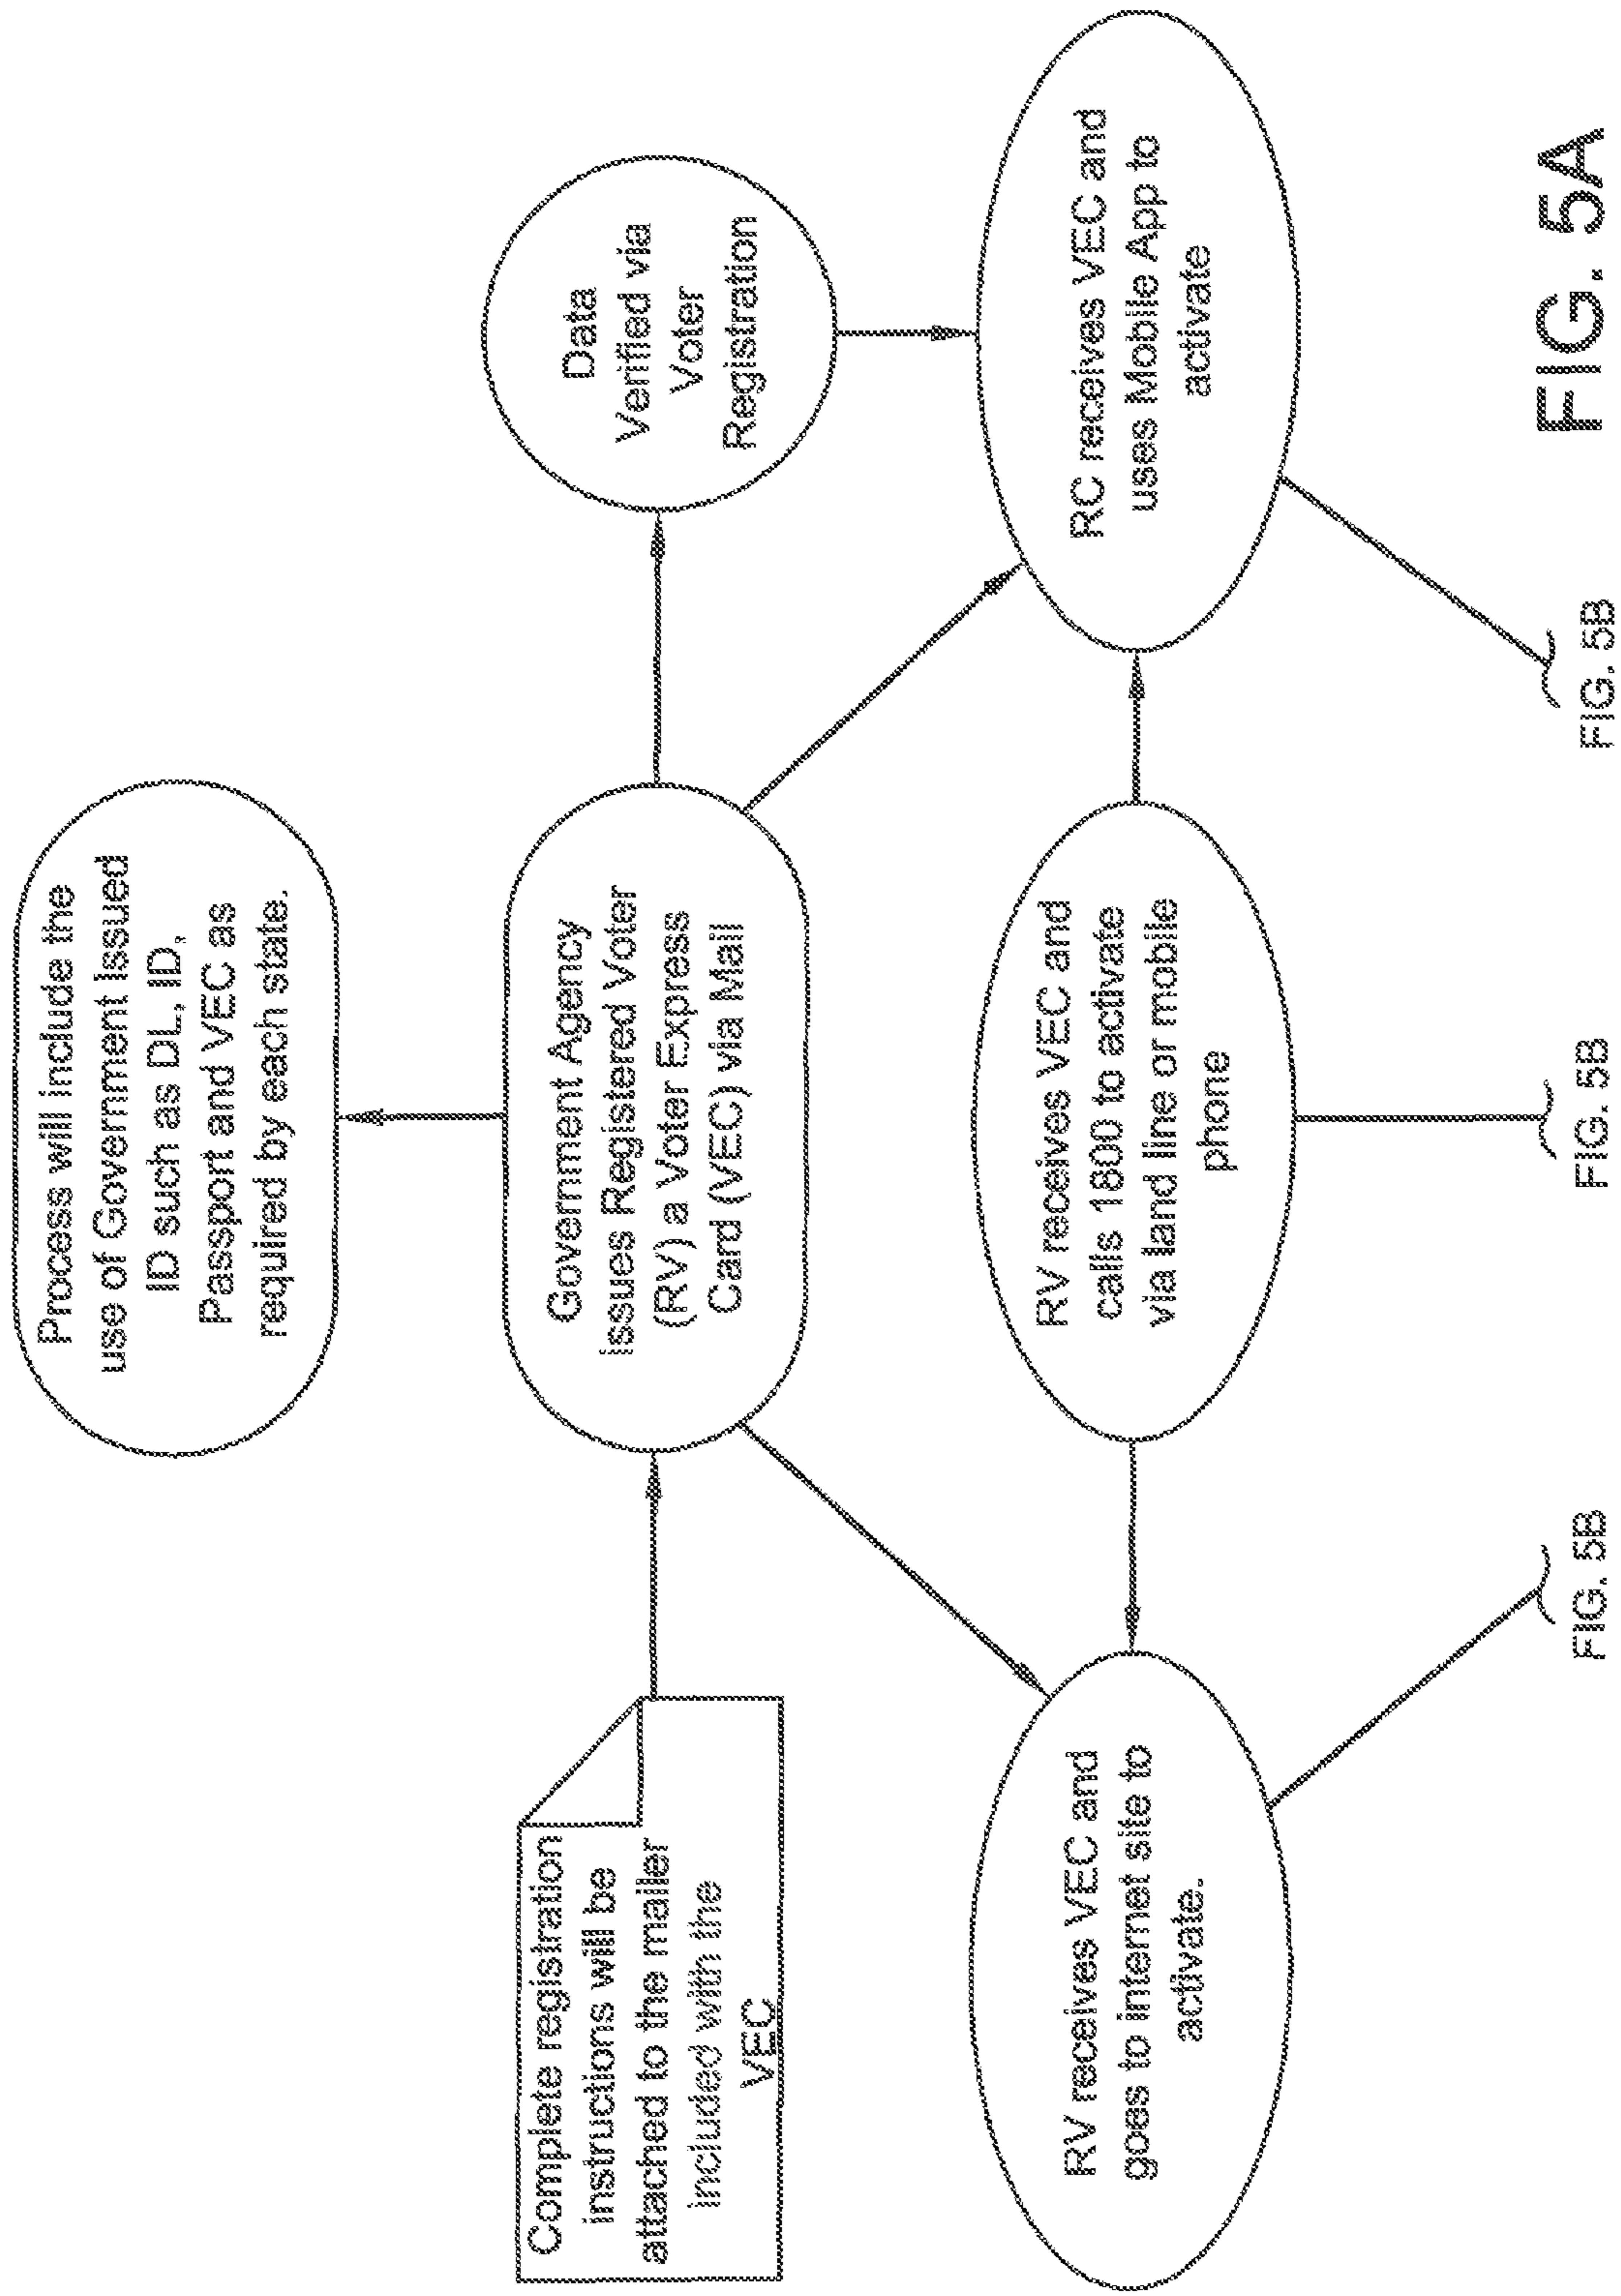 Process will include the
use of Government Issued
ID such as DL, ID,
Passport and VEC as
required by each state.
Complete registration
instructions will be
attached to the mailer
included with the
VEC
Government Agency
issues Registered Voter
(RV) a Voter Express
Card (VEC) via Mail
Data
Verified via
Voter
Registration
RV receives VEC and
goes to internet site to
activate.
RV receives VEC and
calls 1800 to activate
via land line or mobile
phone
RC receives VEC and
uses Mobile App to
activate
FIG. 5B
FIG. 5B
FIG. 5B
FIG. 5A